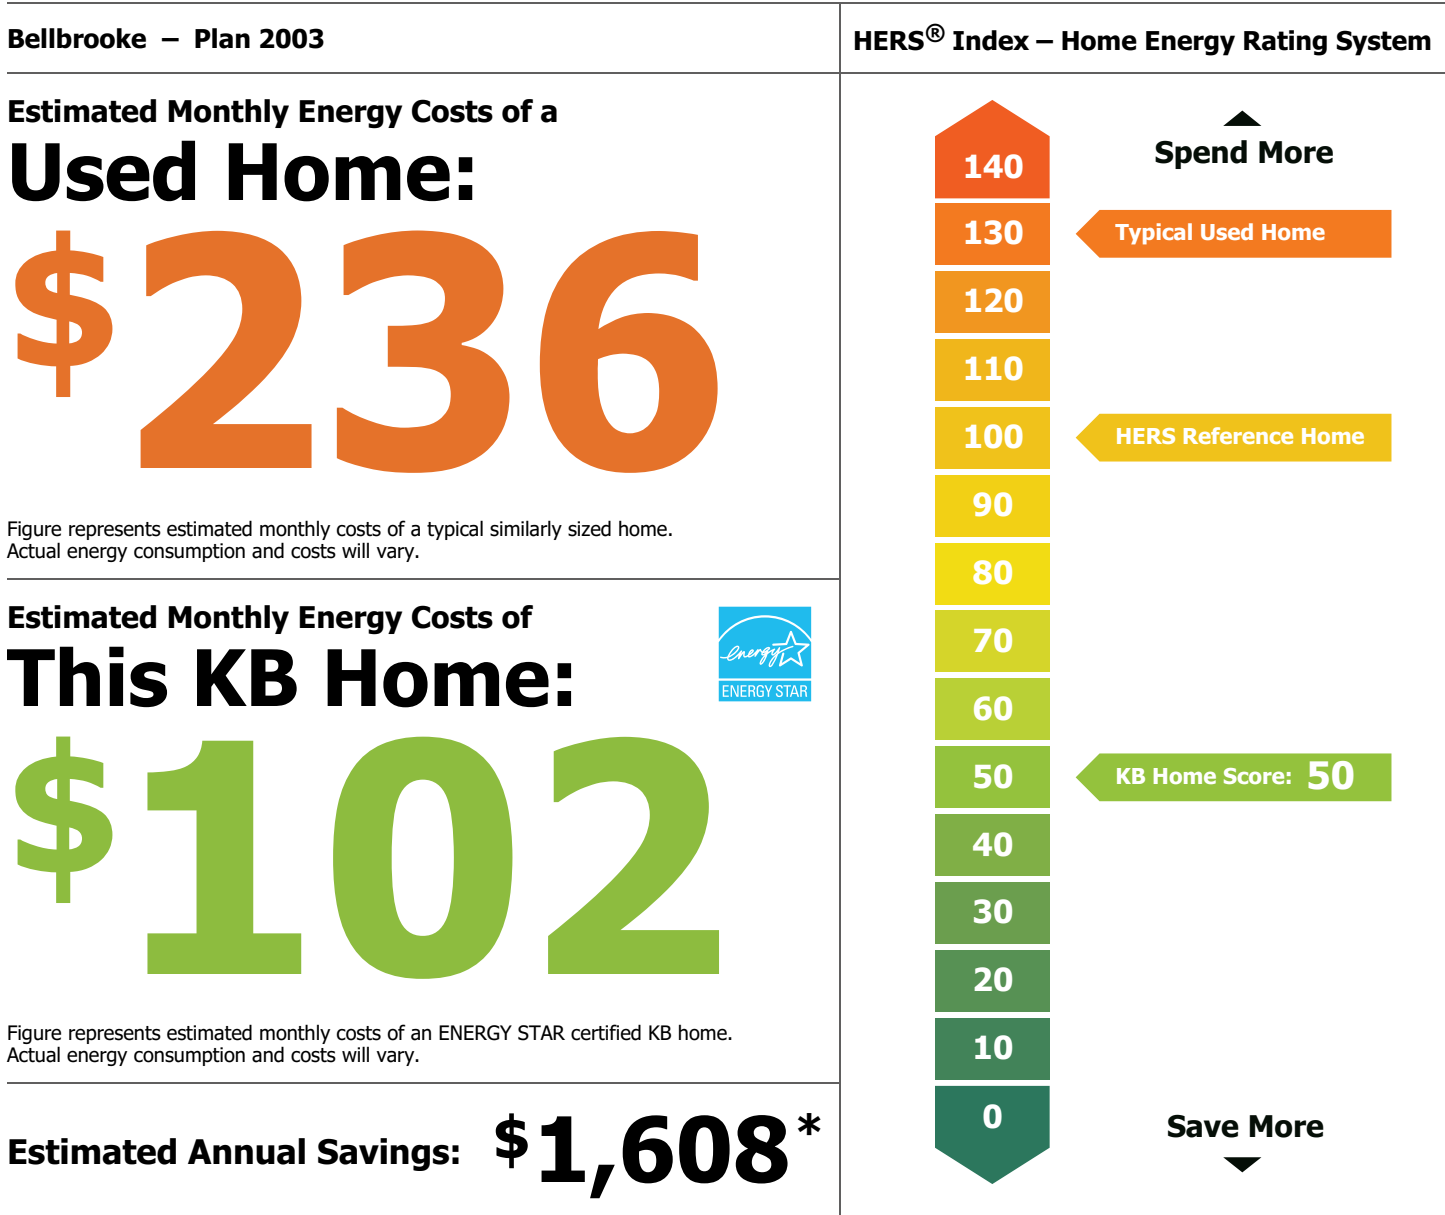 Bellbrooke – Plan 2003
Estimated Monthly Energy Costs of a
Used Home:
$236
Figure represents estimated monthly costs of a typical similarly sized home.
Actual energy consumption and costs will vary.
Estimated Monthly Energy Costs of
This KB Home:
energy
ENERGY STAR
$102
Figure represents estimated monthly costs of an ENERGY STAR certified KB home.
Actual energy consumption and costs will vary.
Estimated Annual Savings: $1,608*
HERS® Index – Home Energy Rating System
Spend More
140
130 Typical Used Home
120
110
100 HERS Reference Home
90
80
70
60
50 KB Home Score: 50
40
30
20
10
0
Save More